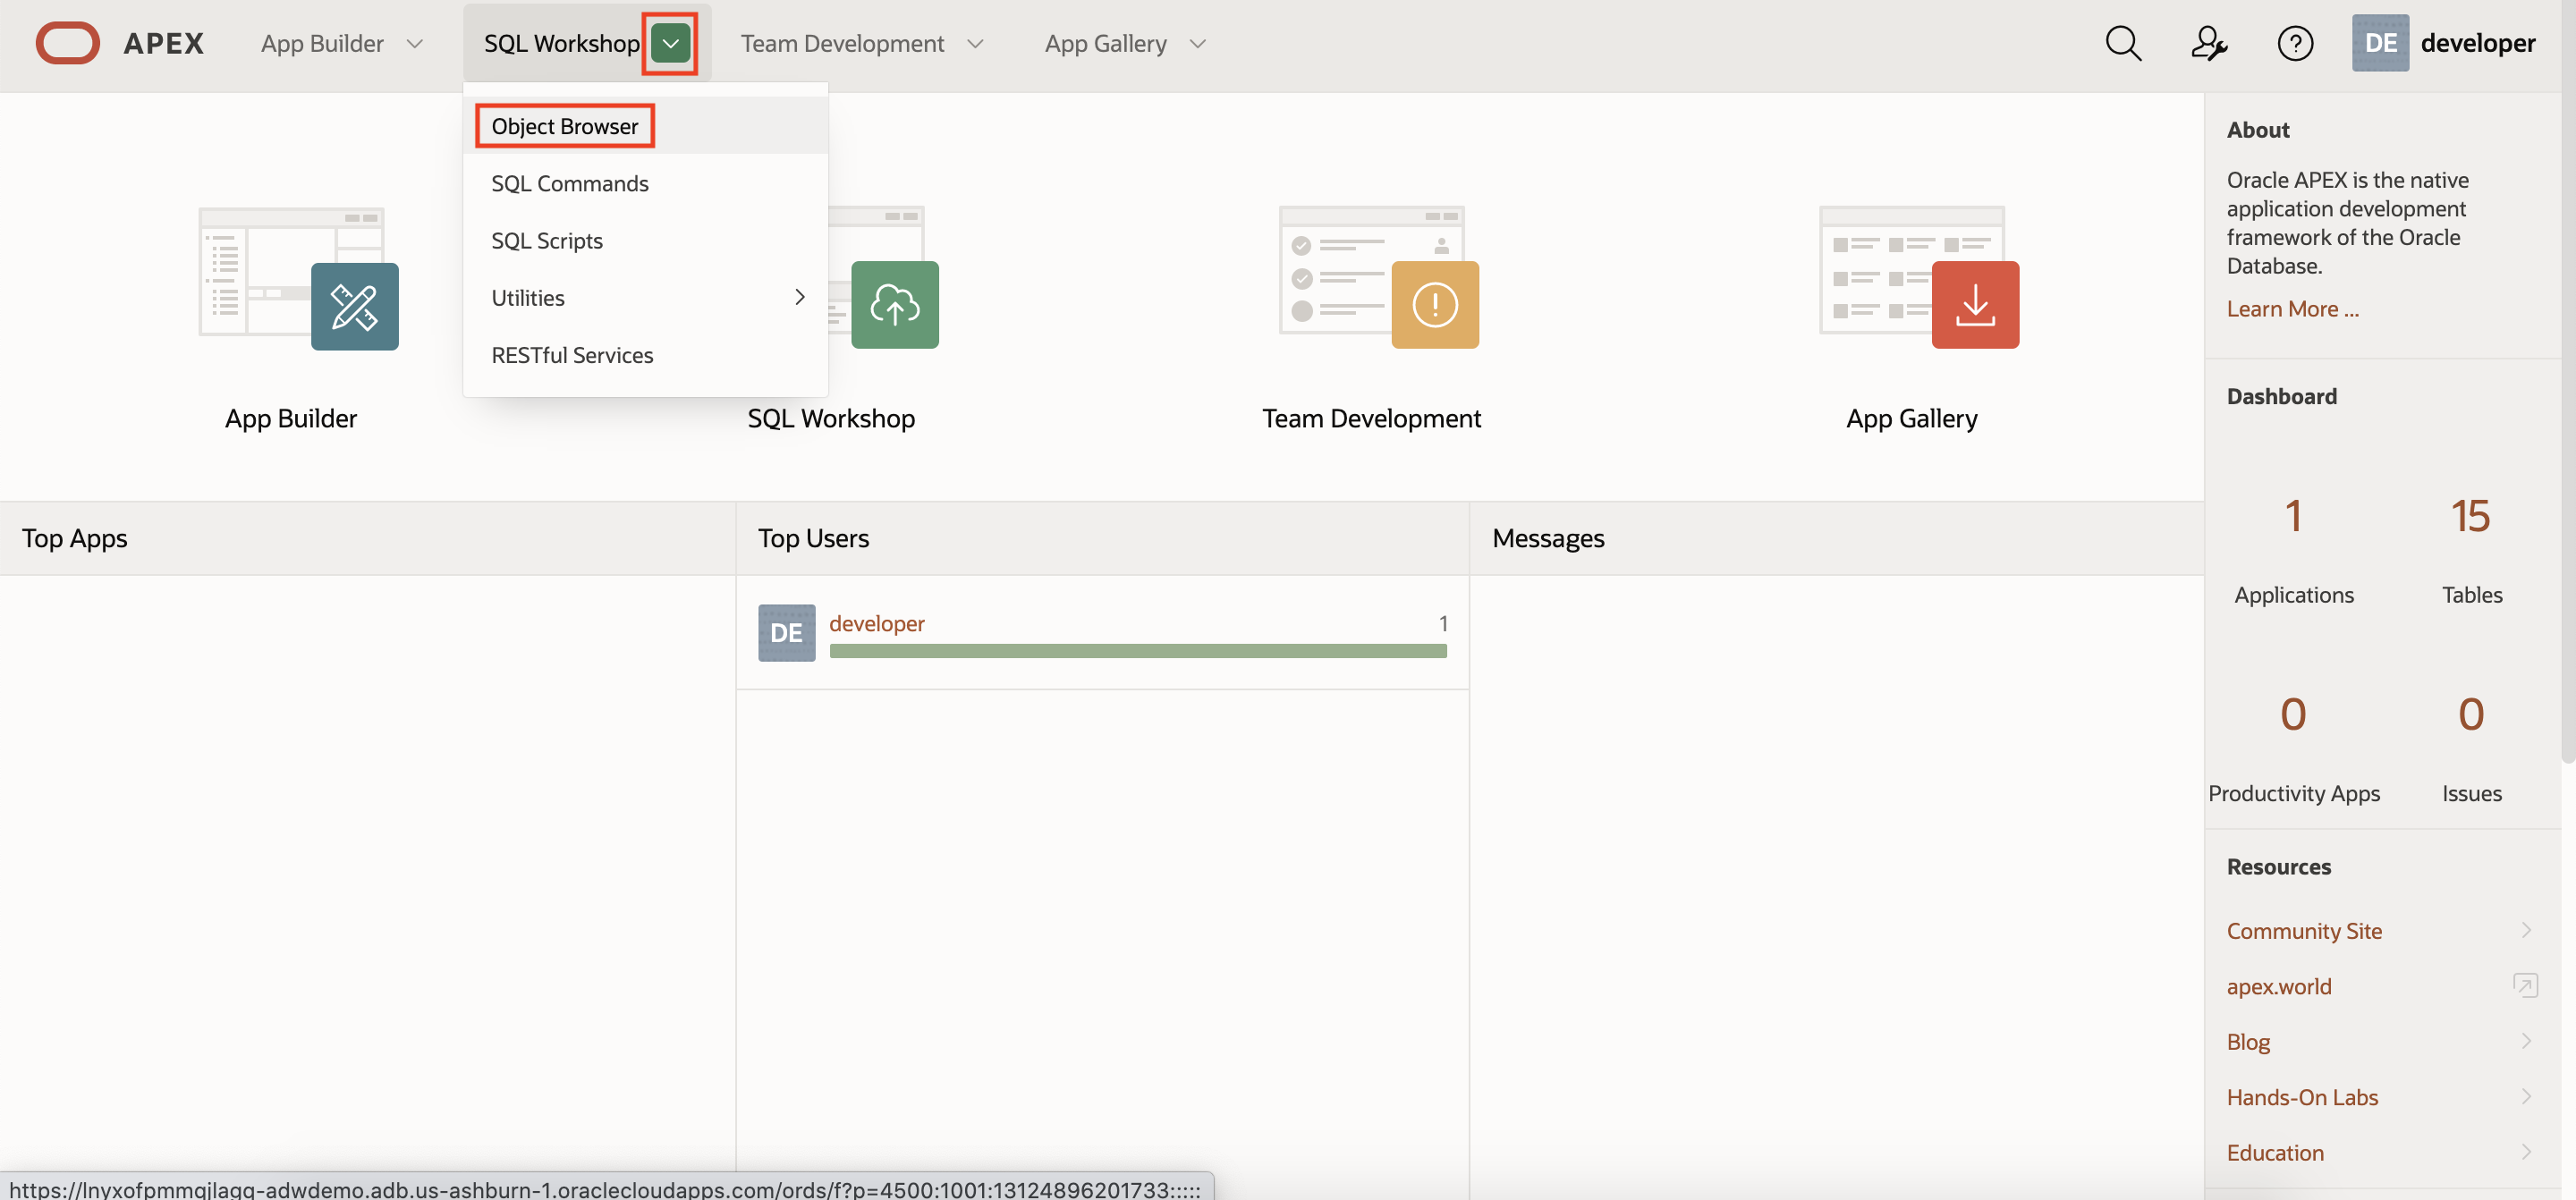 APEX
App Builder
SQL Workshop
Team Development
App Gallery
DE
developer
Object Browser
SQL Commands
SQL Scripts
Utilities
RESTful Services
App Builder
SQL Workshop
Team Development
App Gallery
About
Oracle APEX is the native
application development
framework of the Oracle
Database.
Learn More ...
Dashboard
1
15
Applications
Tables
0
0
Productivity Apps
Issues
Top Apps
Top Users
Messages
DE
developer
1
Resources
Community Site
apex.world
Blog
Hands-On Labs
Education
https://lnyxofpmmqjlagq-adwdemo.adb.us-ashburn-1.oraclecloudapps.com/ords/f?p=4500:1001:13124896201733:::::